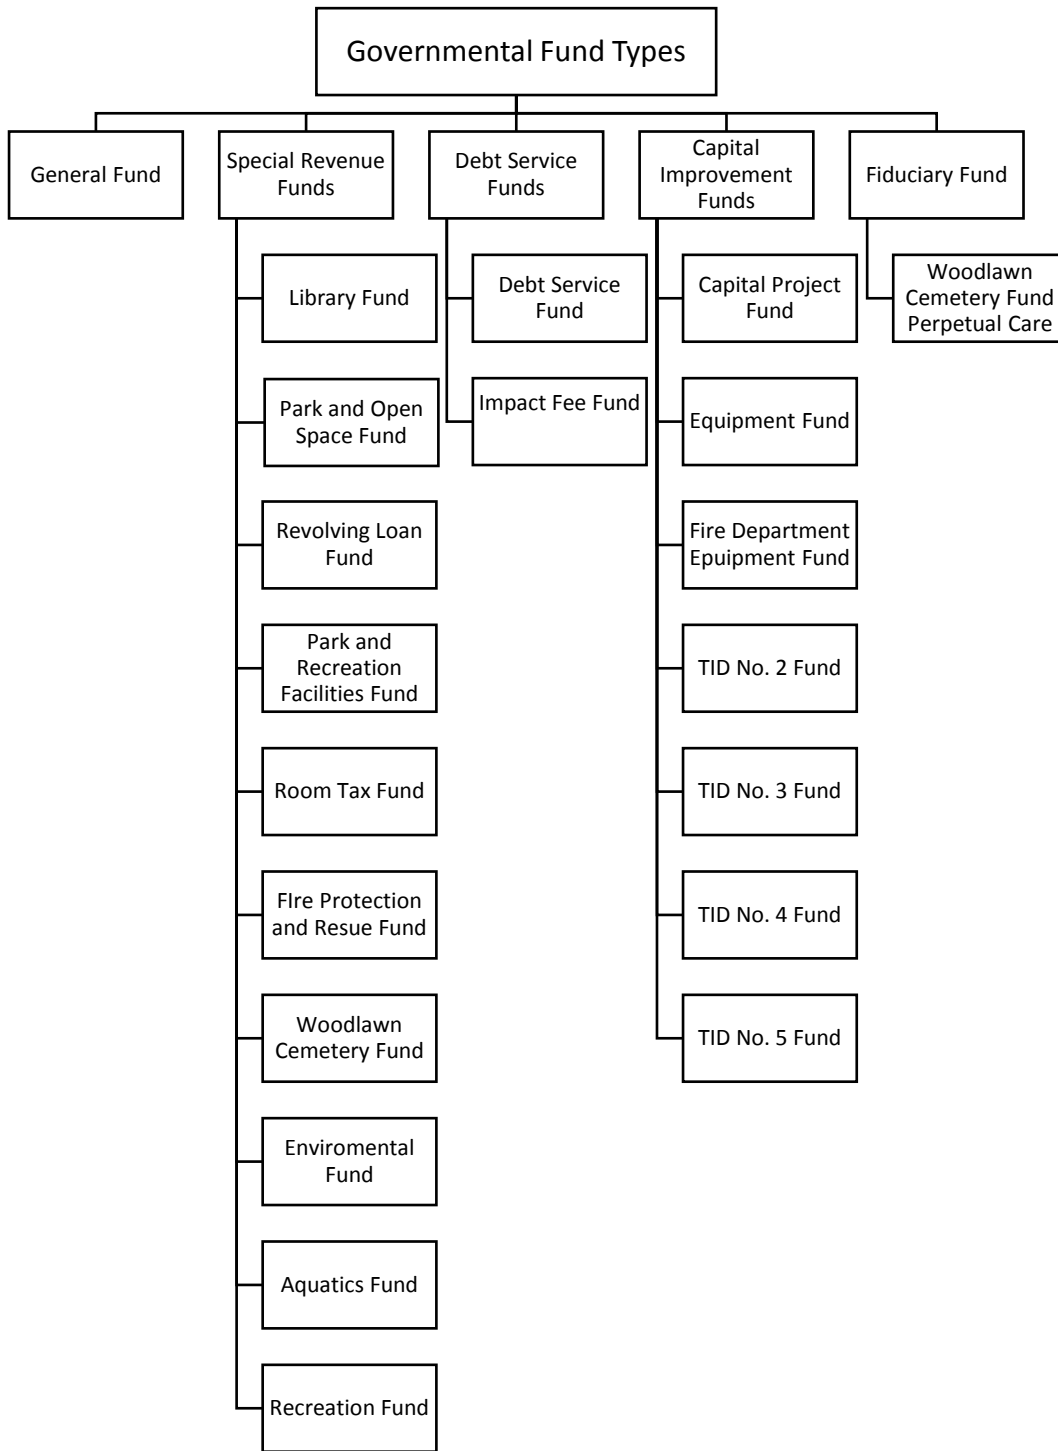 Governmental Fund Types
General Fund
Special Revenue
Funds
Debt Service
Funds
Capital
Improvement
Funds
Fiduciary Fund
Library Fund
Park and Open
Space Fund
Revolving Loan
Fund
Park and
Recreation
Facilities Fund
Room Tax Fund
FIre Protection
and Resue Fund
Woodlawn
Cemetery Fund
Enviromental
Fund
Aquatics Fund
Recreation Fund
Debt Service
Fund
Impact Fee Fund
Capital Project
Fund
Equipment Fund
Fire Department
Epuipment Fund
TID No. 2 Fund
TID No. 3 Fund
TID No. 4 Fund
TID No. 5 Fund
Woodlawn
Cemetery Fund
Perpetual Care